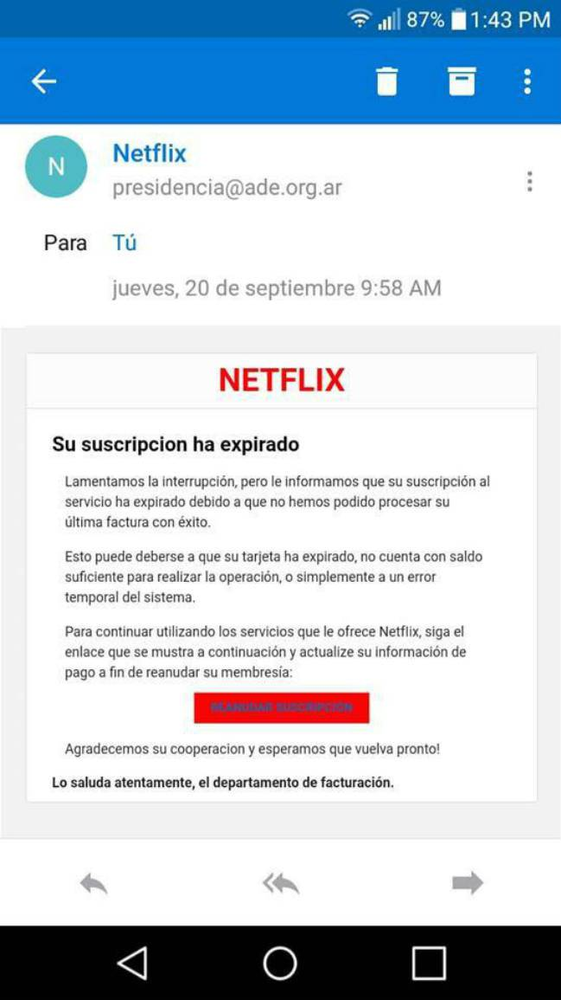 87% 1:43 PM
N
Netflix
presidencia@ade.org.ar
Para Tú
jueves, 20 de septiembre 9:58 AM
NETFLIX
Su suscripcion ha expirado
Lamentamos la interrupción, pero le informamos que su suscripción al
servicio ha expirado debido a que no hemos podido procesar su
última factura con éxito.
Esto puede deberse a que su tarjeta ha expirado, no cuenta con saldo
suficiente para realizar la operación, o simplemente a un error
temporal del sistema.
Para continuar utilizando los servicios que le ofrece Netflix, siga el
enlace que se mustra a continuación y actualize su información de
pago a fin de reanudar su membresía:
REANUDAR SUSCRIPCIÓN
Agradecemos su cooperacion y esperamos que vuelva pronto!
Lo saluda atentamente, el departamento de facturación.